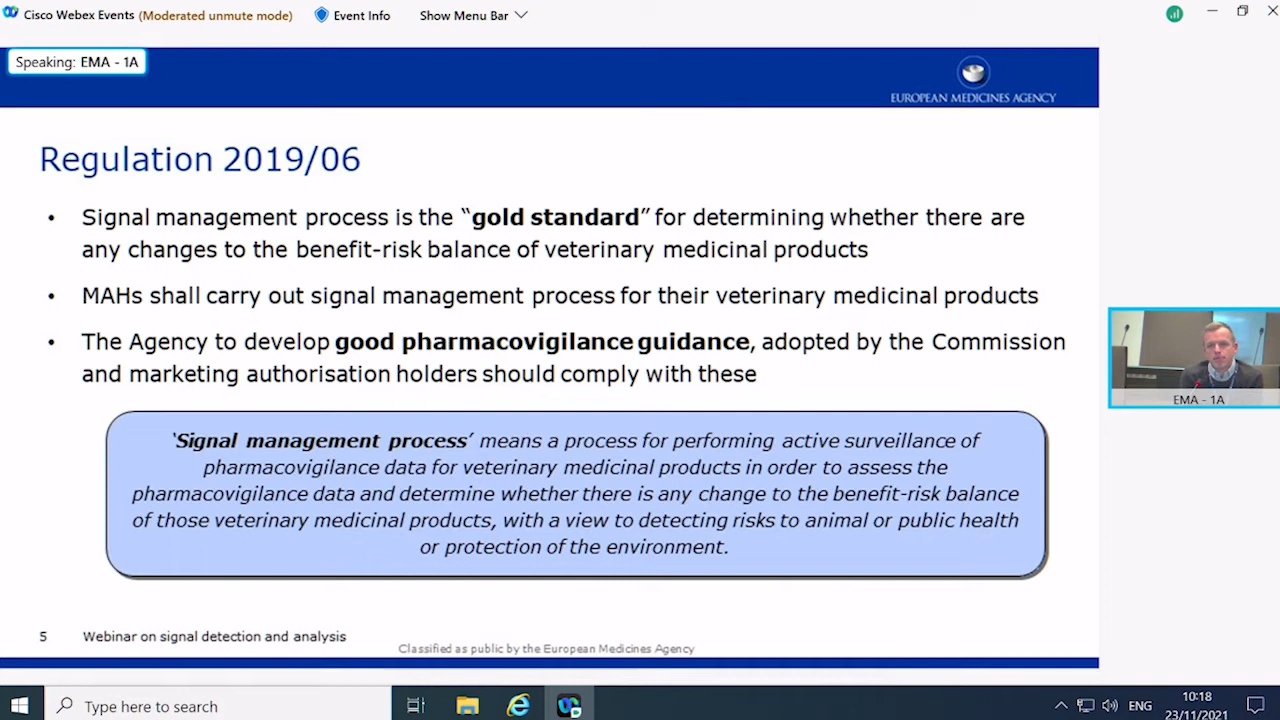 Cisco Webex Events (Moderated unmute mode) Event Info Show Menu Bar
Speaking: EMA - 1A
EUROPEAN MEDICINES AGENCY
Regulation 2019/06
• Signal management process is the “gold standard” for determining whether there are
any changes to the benefit-risk balance of veterinary medicinal products
• MAHs shall carry out signal management process for their veterinary medicinal products
• The Agency to develop good pharmacovigilance guidance, adopted by the Commission
and marketing authorisation holders should comply with these
‘Signal management process’ means a process for performing active surveillance of
pharmacovigilance data for veterinary medicinal products in order to assess the
pharmacovigilance data and determine whether there is any change to the benefit-risk balance
of those veterinary medicinal products, with a view to detecting risks to animal or public health
or protection of the environment.
EMA - 1A
5 Webinar on signal detection and analysis
Classified as public by the European Medicines Agency
Type here to search
ENG
10:18
23/11/2021